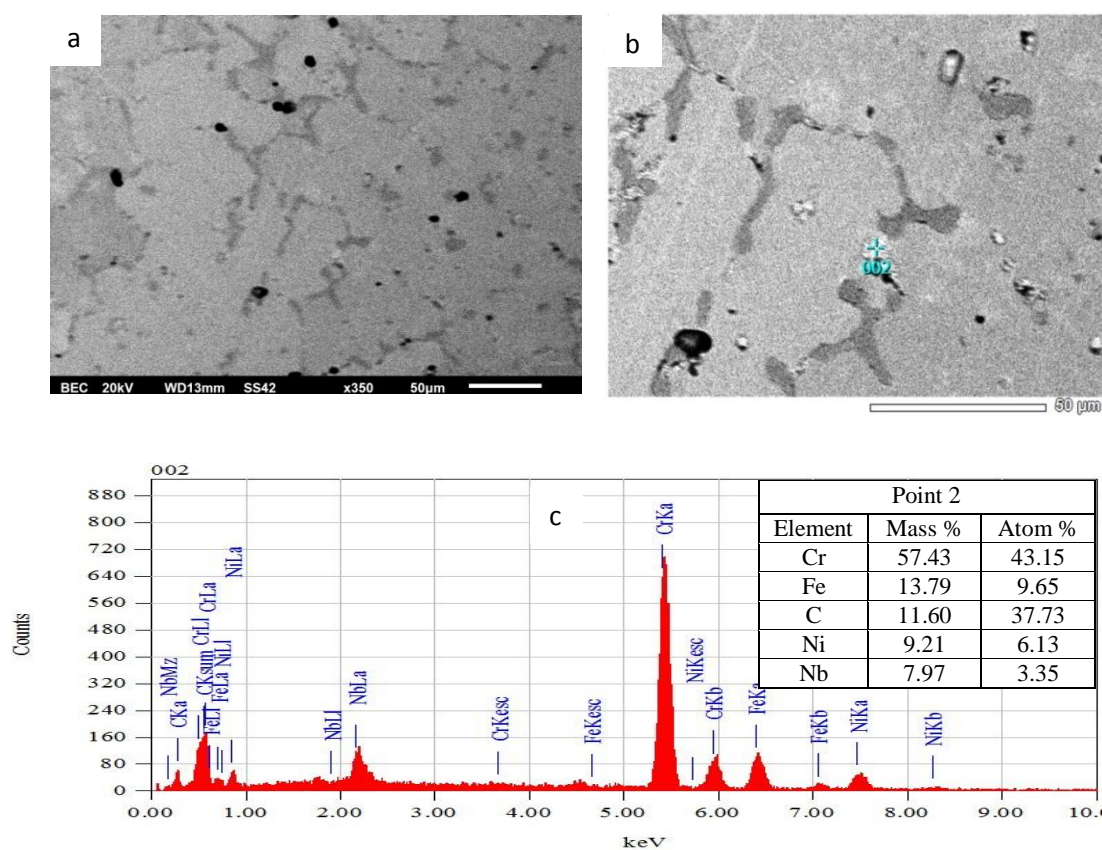 a
BEC 20kV WD13mm SS42 x350 50µm
b
002
50 µm
002
c
Counts
880
800
720
640
560
480
400
320
240
160
80
0
NbMz
CKa
CrLl
CKsum
CrLa
FeLl
FeLa
NiLl
NiLa
NbLl
NbLa
CrKesc
FeKesc
CrKa
NiKesc
CrKb
FeKa
FeKb
NiKa
NiKb
0.00 1.00 2.00 3.00 4.00 5.00 6.00 7.00 8.00 9.00 10.0
keV
Point 2
Element Mass % Atom %
Cr 57.43 43.15
Fe 13.79 9.65
C 11.60 37.73
Ni 9.21 6.13
Nb 7.97 3.35